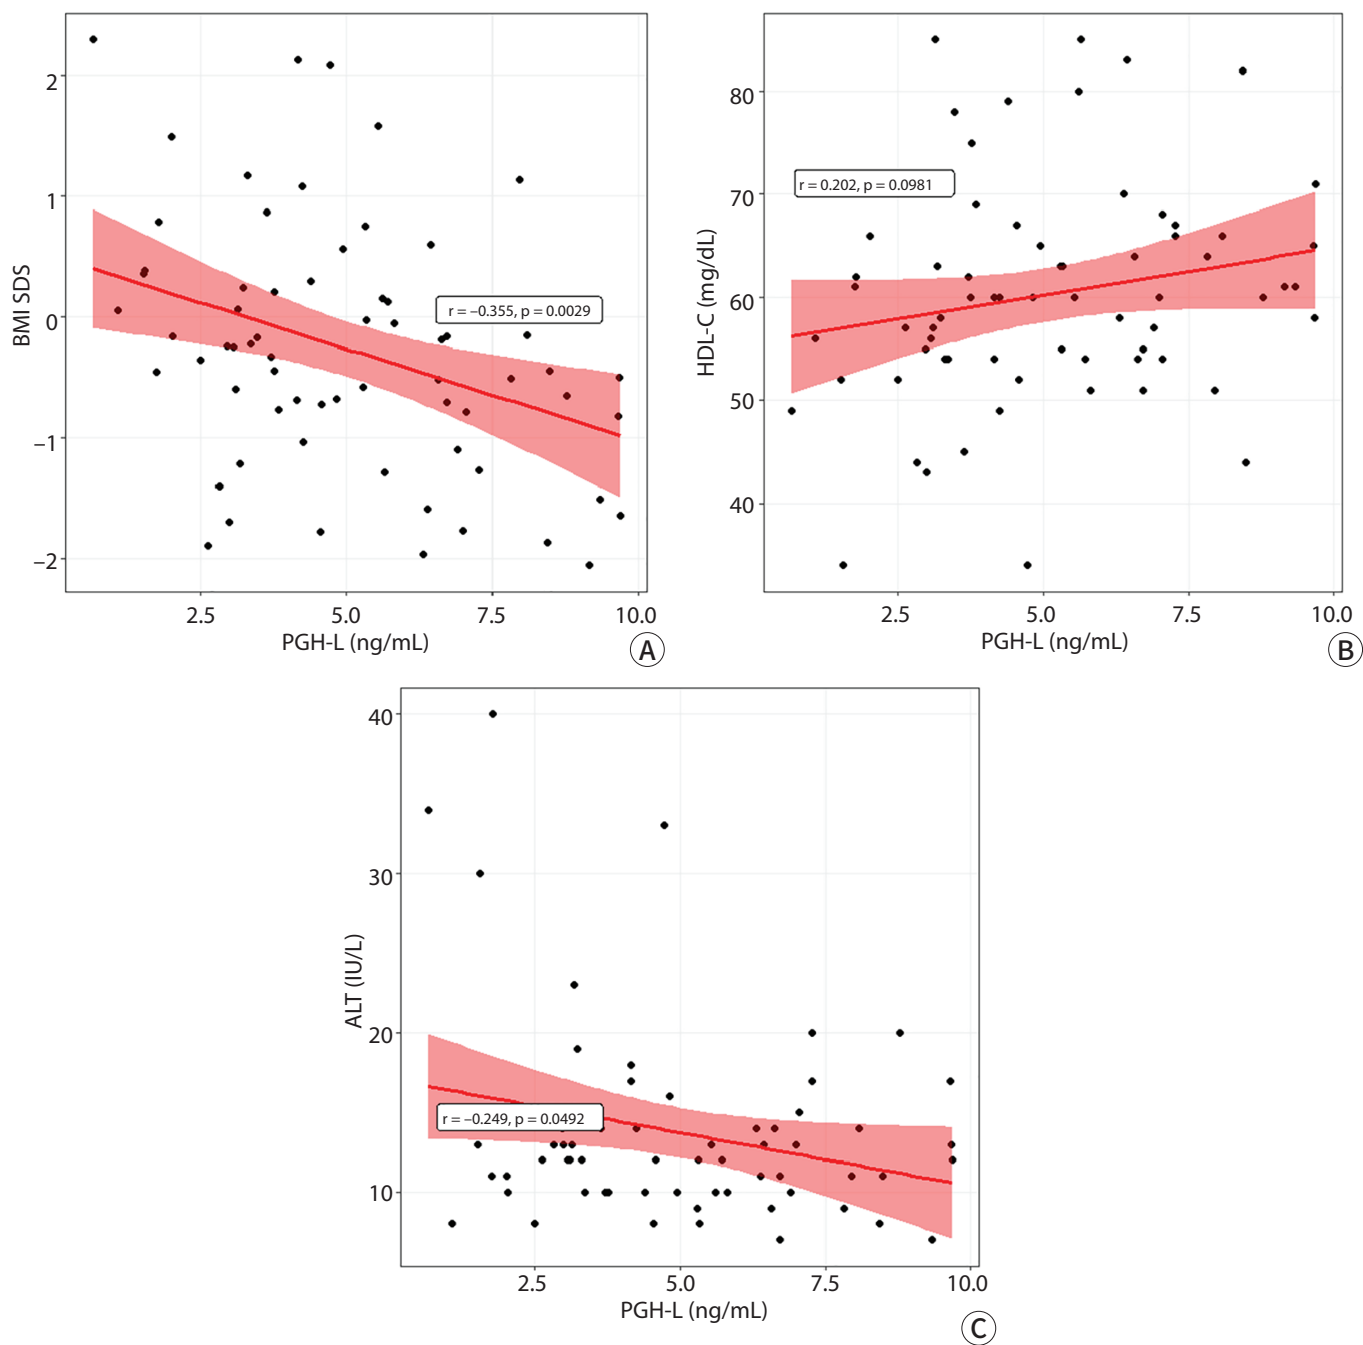 2
1
0
−1
−2
BMI SDS
r = −0.355, p = 0.0029
2.5 5.0 7.5 10.0
PGH-L (ng/mL)
A
80
70
60
50
40
HDL-C (mg/dL)
r = 0.202, p = 0.0981
2.5 5.0 7.5 10.0
PGH-L (ng/mL)
B
40
30
20
10
ALT (IU/L)
r = −0.249, p = 0.0492
2.5 5.0 7.5 10.0
PGH-L (ng/mL)
C